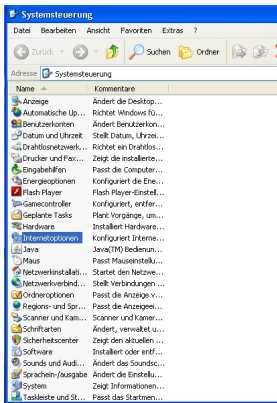 Systemsteuerung
Datei Bearbeiten Ansicht Favoriten Extras ?
Zurück Suchen Ordner
Adresse Systemsteuerung
Name Kommentare
Anzeige Ändert die Desktop...
Automatische Up... Richtet Windows fü...
Benutzerkonten Ändert Benutzerkon...
Datum und Uhrzeit Stellt Datum, Uhrzei...
Drahtlosnetzwerk... Richtet ein Drahtlos...
Drucker und Fax... Zeigt die installierte...
Eingabehilfen Passt die Computer...
Energieoptionen Konfiguriert die Ene...
Flash Player Flash Player-Einstell...
Gamecontroller Konfiguriert, entfer...
Geplante Tasks Plant Vorgänge, um...
Hardware Installiert Hardware...
Internetoptionen Konfiguriert Interne...
Java Java(TM) Bedienun...
Maus Passt Mauseinstellu...
Netzwerkinstallati... Startet den Netzwe...
Netzwerkverbind... Stellt Verbindungen ...
Ordneroptionen Passt die Anzeige v...
Regions- und Spr... Passt die Anzeigeei...
Scanner und Kam... Scanner und Kamer...
Schriftarten Ändert, verwaltet u...
Sicherheitscenter Zeigt den aktuellen ...
Software Installiert oder entf...
Sounds und Audi... Ändert das Soundsc...
Sprachein-/ausgabe Ändert die Einstellu...
System Zeigt Informationen...
Taskleiste und St... Passt das Startmen...